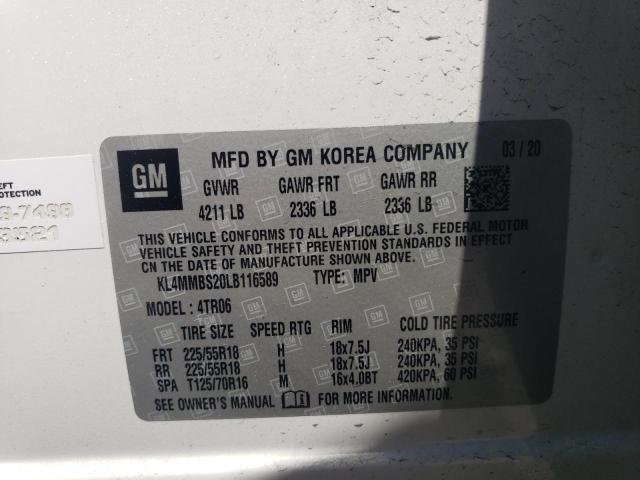 EFT
ROTECTION
GM
MFD BY GM KOREA COMPANY 03/20
GVWR GAWR FRT GAWR RR
4211 LB 2336 LB 2336 LB
THIS VEHICLE CONFORMS TO ALL APPLICABLE U.S. FEDERAL MOTOR
VEHICLE SAFETY AND THEFT PREVENTION STANDARDS IN EFFECT
ON THE DATE OF MANUFACTURE SHOWN ABOVE.
KL4MMBS20LB116589 TYPE: MPV
MODEL: 4TR06
TIRE SIZE SPEED RTG RIM COLD TIRE PRESSURE
FRT 225/55R18 H 18x7.5J 240KPA, 35 PSI
RR 225/55R18 H 18x7.5J 240KPA, 35 PSI
SPA T125/70R16 M 16x4.0BT 420KPA, 60 PSI
SEE OWNER'S MANUAL FOR MORE INFORMATION.